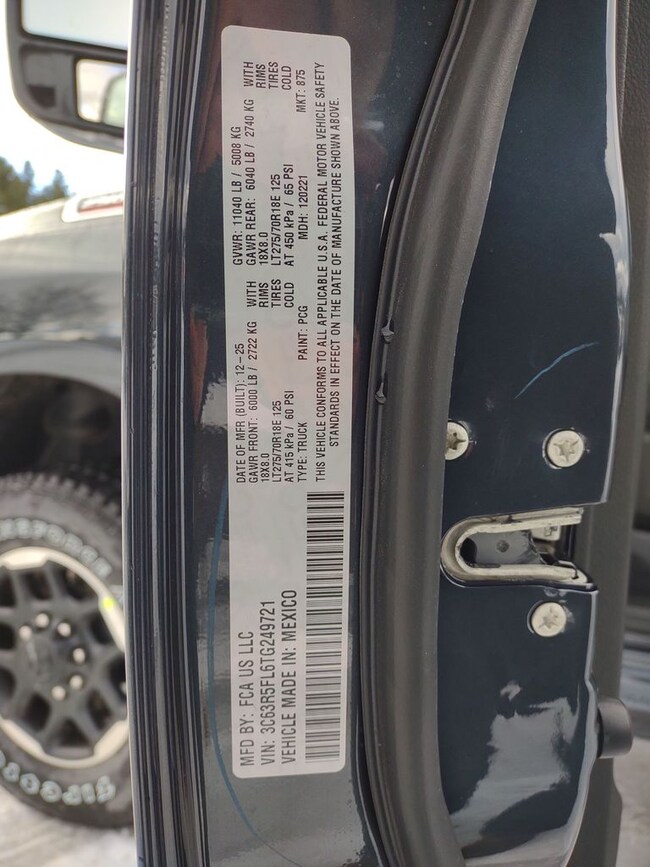 MFD BY: FCA US LLC
VIN: 3C63R5FL6TG249721
VEHICLE MADE IN: MEXICO
DATE OF MFR (BUILT): 12-25 GVWR: 11040 LB / 5008 KG
GAWR FRONT: 6000 LB / 2722 KG WITH GAWR REAR: 6040 LB / 2740 KG WITH
18X8.0 RIMS 18X8.0 RIMS
LT275/70R18E 125 TIRES LT275/70R18E 125 TIRES
AT 415 kPa / 60 PSI COLD AT 450 kPa / 65 PSI COLD
TYPE: TRUCK PAINT: PCG MDH: 120221 MKT: 875
THIS VEHICLE CONFORMS TO ALL APPLICABLE U.S.A. FEDERAL MOTOR VEHICLE SAFETY
STANDARDS IN EFFECT ON THE DATE OF MANUFACTURE SHOWN ABOVE.